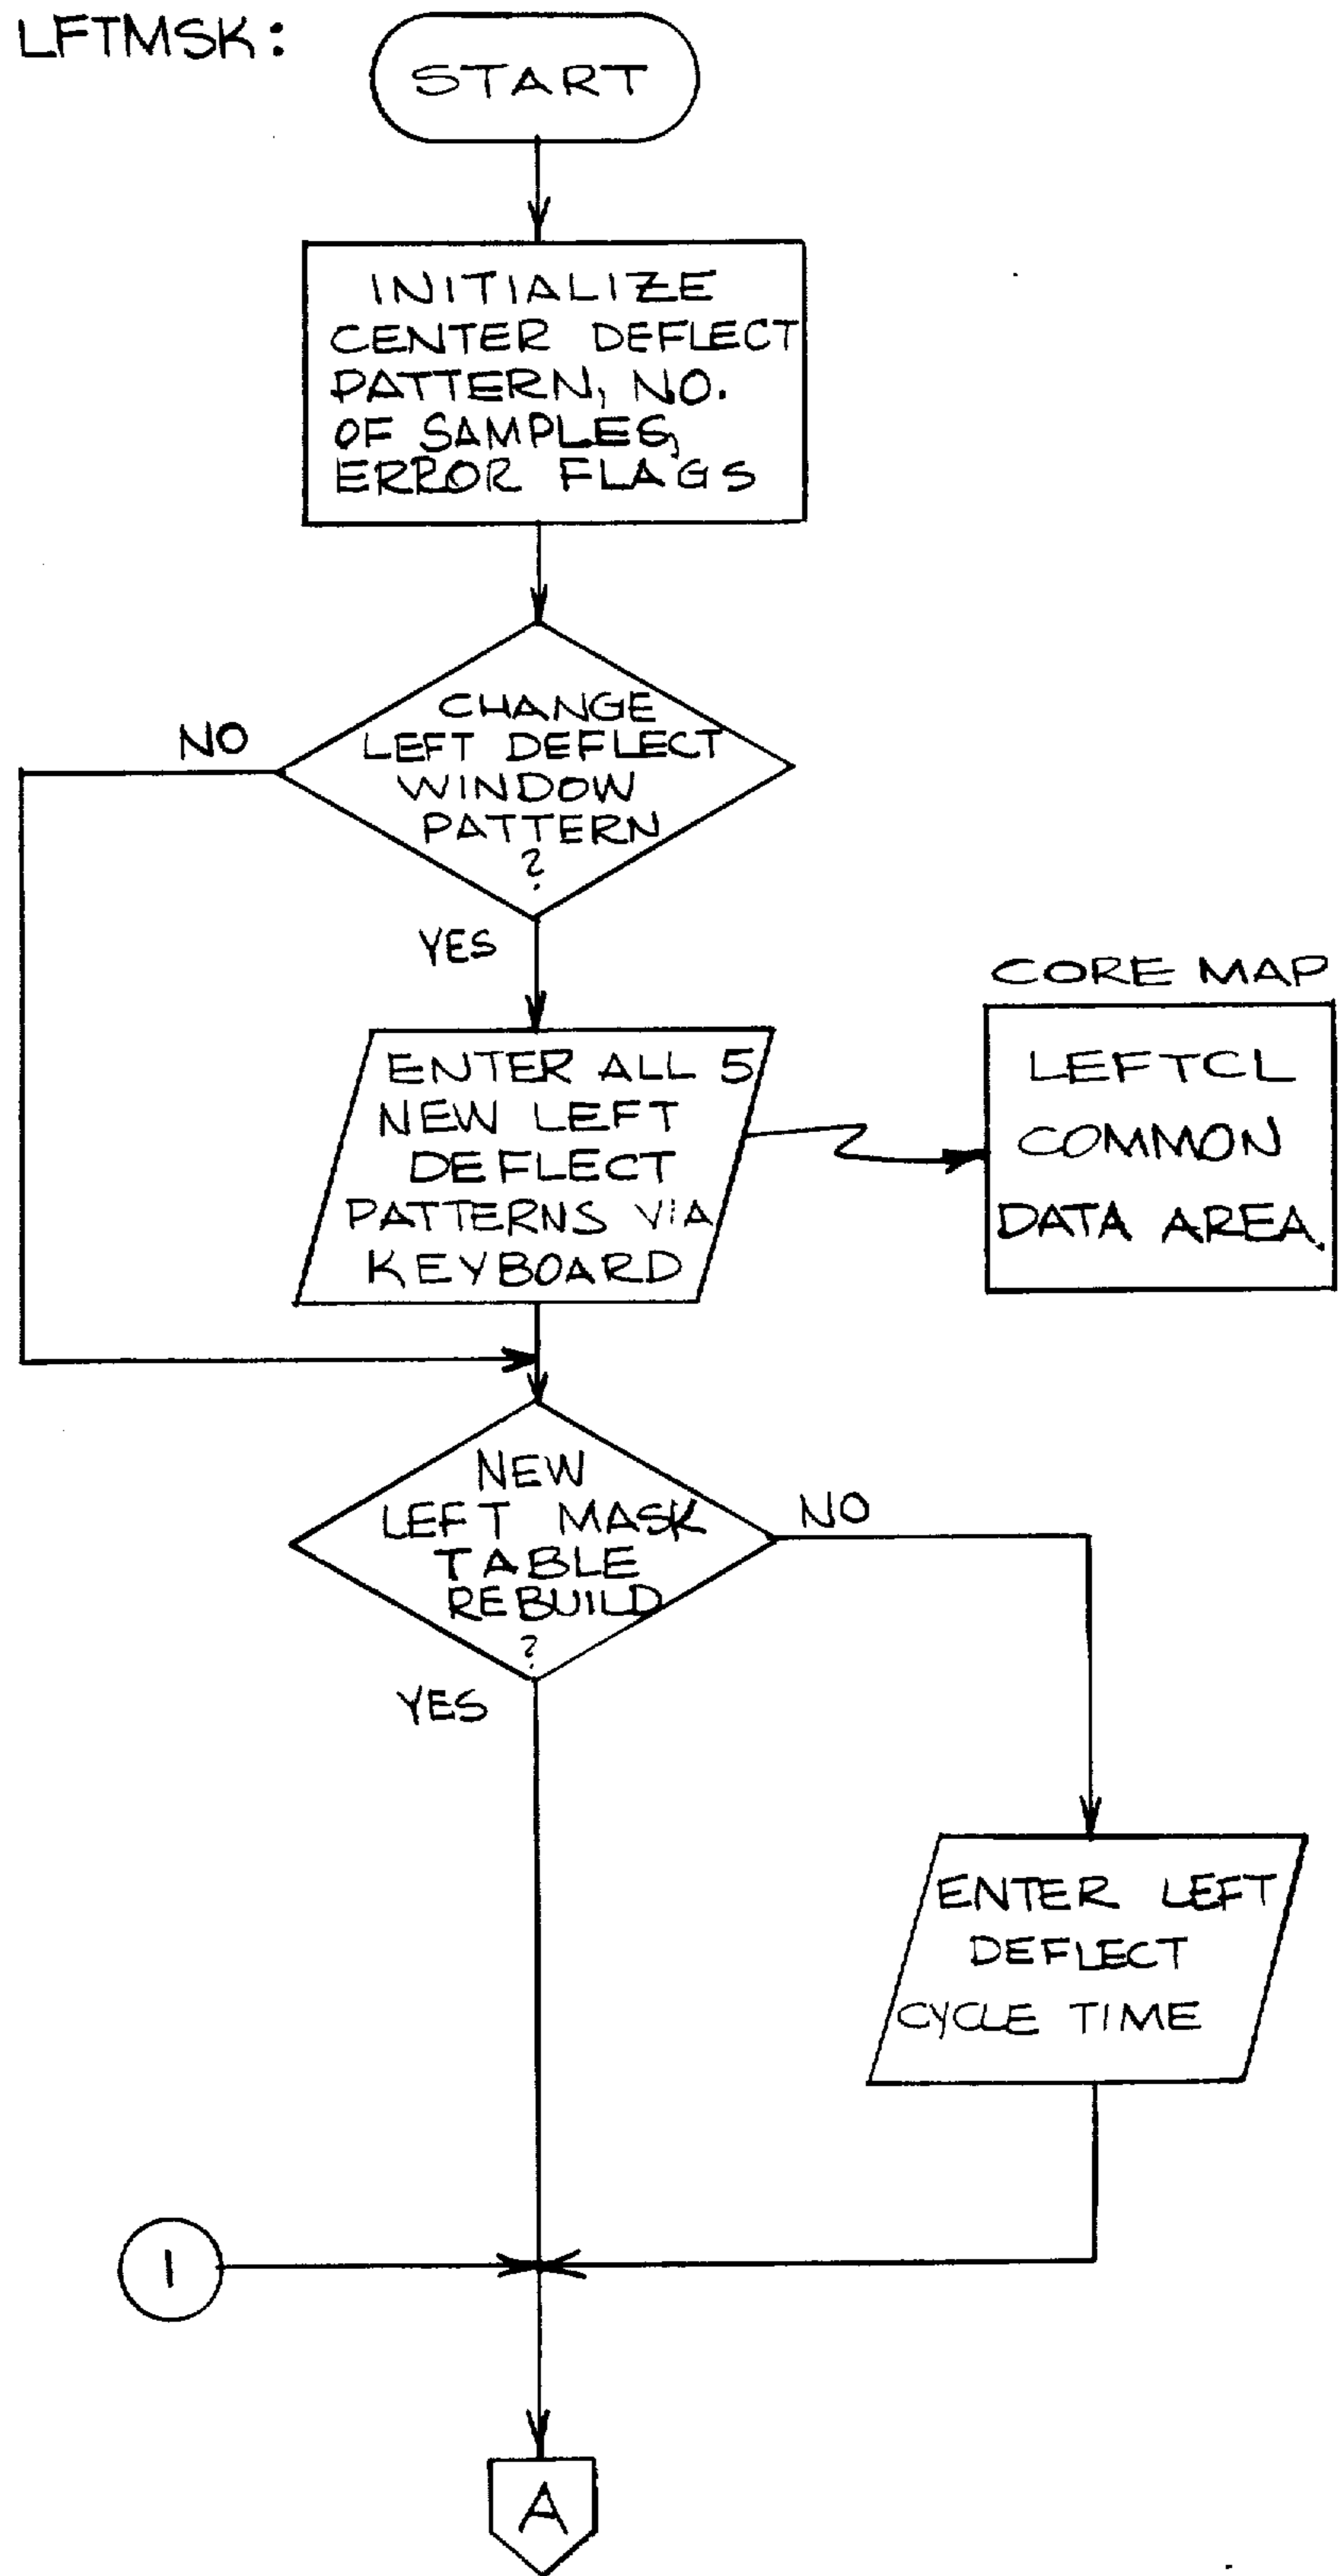 LFTMSK:
START
INITIALIZE
CENTER DEFLECT
PATTERN, NO.
OF SAMPLES,
ERROR FLAGS
CHANGE
LEFT DEFLECT
WINDOW
PATTERN
?
NO
YES
ENTER ALL 5
NEW LEFT
DEFLECT
PATTERNS VIA
KEYBOARD
CORE MAP
LEFTCL
COMMON
DATA AREA
NEW
LEFT MASK
TABLE
REBUILD
?
NO
YES
ENTER LEFT
DEFLECT
CYCLE TIME
1
A